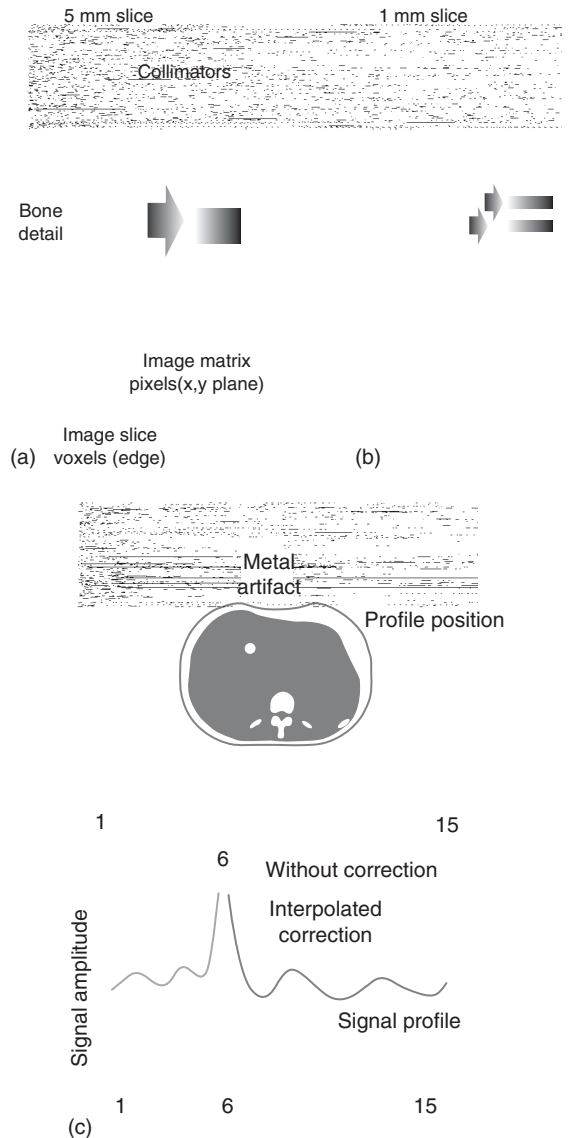 5 mm slice
1 mm slice
Collimators
Bone
detail
Image matrix
pixels(x,y plane)
Image slice
voxels (edge)
(a)
(b)
Metal
artifact
Profile position
1
15
6
Without correction
Interpolated
correction
Signal amplitude
Signal profile
1
6
15
(c)